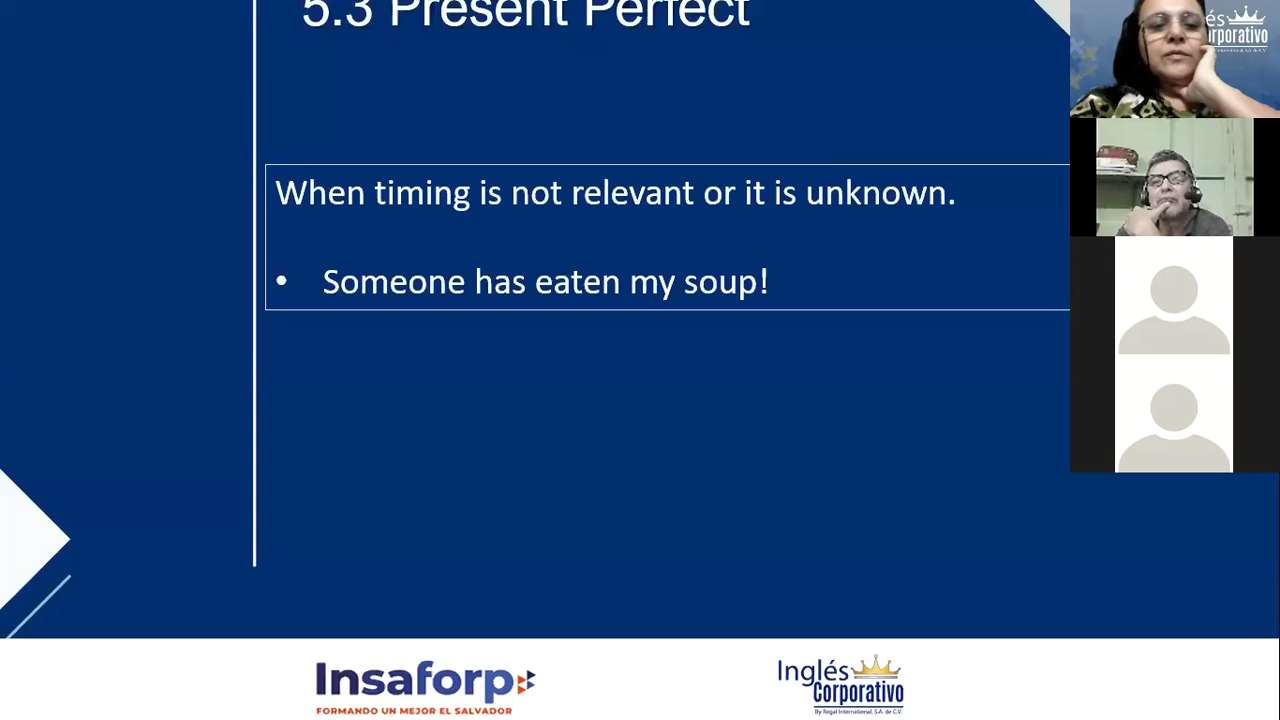 5.3 Present Perfect
When timing is not relevant or it is unknown.
• Someone has eaten my soup!
Insaforp
FORMANDO UN MEJOR EL SALVADOR
Inglés
Corporativo
By Regal International, S.A. de C.V.